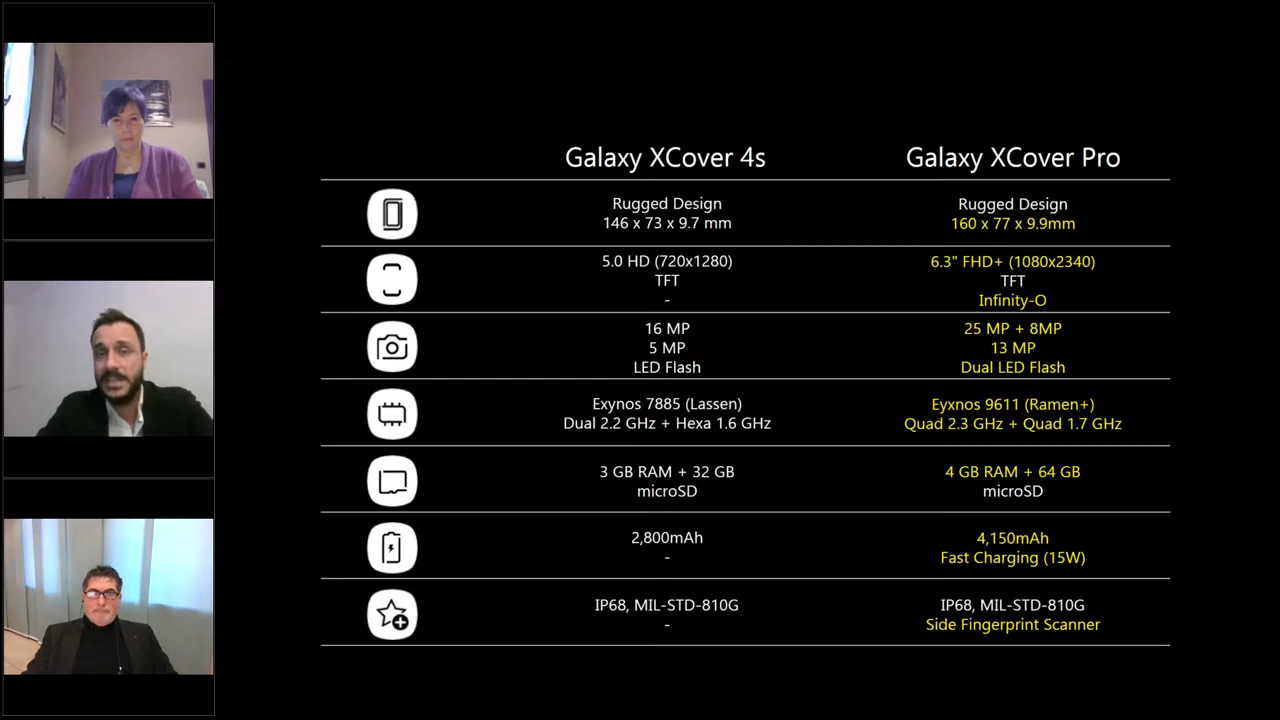 Galaxy XCover 4s
Galaxy XCover Pro
Rugged Design
146 x 73 x 9.7 mm
Rugged Design
160 x 77 x 9.9mm
5.0 HD (720x1280)
TFT
-
6.3" FHD+ (1080x2340)
TFT
Infinity-O
16 MP
5 MP
LED Flash
25 MP + 8MP
13 MP
Dual LED Flash
Exynos 7885 (Lassen)
Dual 2.2 GHz + Hexa 1.6 GHz
Eyxnos 9611 (Ramen+)
Quad 2.3 GHz + Quad 1.7 GHz
3 GB RAM + 32 GB
microSD
4 GB RAM + 64 GB
microSD
2,800mAh
-
4,150mAh
Fast Charging (15W)
IP68, MIL-STD-810G
-
IP68, MIL-STD-810G
Side Fingerprint Scanner